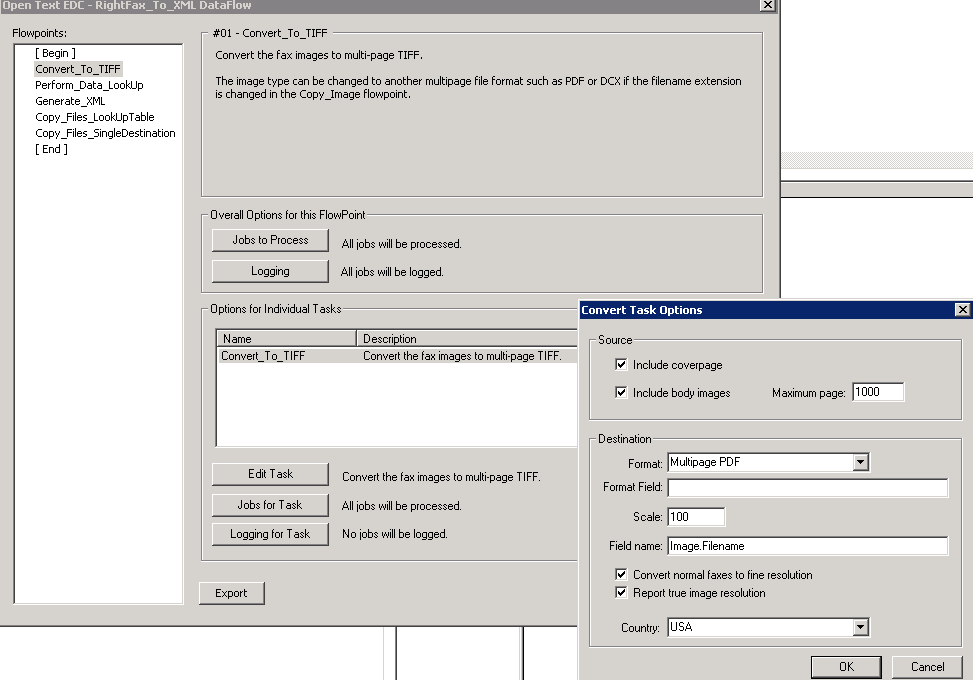 Open Text EDC - RightFax_To_XML DataFlow
Flowpoints:
[ Begin ]
Convert_To_TIFF
Perform_Data_LookUp
Generate_XML
Copy_Files_LookUpTable
Copy_Files_SingleDestination
[ End ]
#01 - Convert_To_TIFF
Convert the fax images to multi-page TIFF.
The image type can be changed to another multipage file format such as PDF or DCX if the filename extension
is changed in the Copy_Image flowpoint.
Overall Options for this FlowPoint
Jobs to Process All jobs will be processed.
Logging All jobs will be logged.
Options for Individual Tasks
Name Description
Convert_To_TIFF Convert the fax images to multi-page TIFF.
Edit Task Convert the fax images to multi-page TIFF.
Jobs for Task All jobs will be processed.
Logging for Task No jobs will be logged.
Export
Convert Task Options
Source
Include coverpage
Include body images Maximum page: 1000
Destination
Format: Multipage PDF
Format Field:
Scale: 100
Field name: Image.Filename
Convert normal faxes to fine resolution
Report true image resolution
Country: USA
OK Cancel